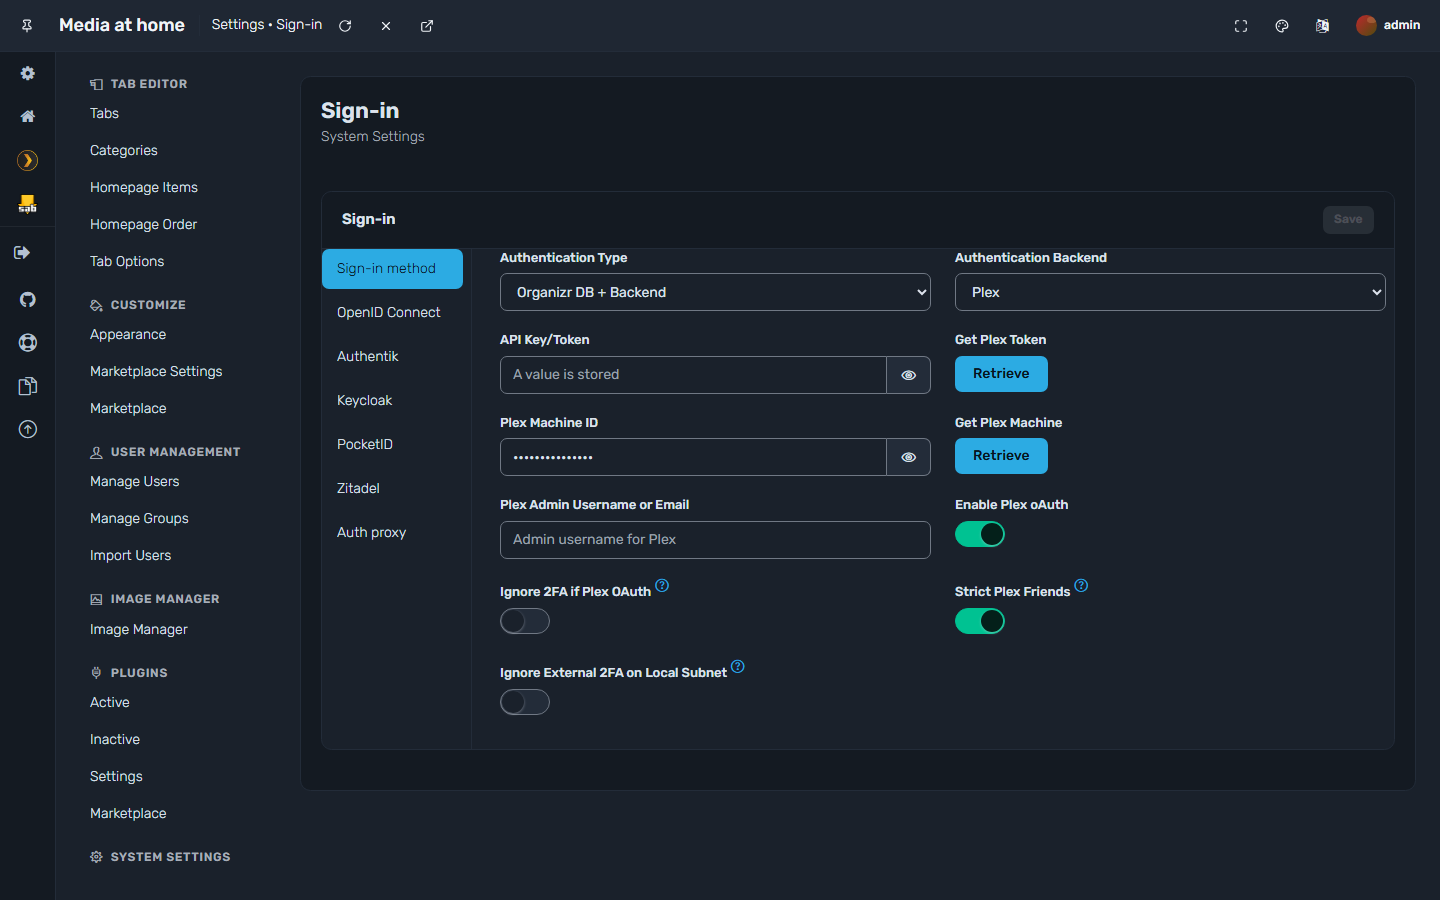 Media at home
Settings • Sign-in
admin
TAB EDITOR
Tabs
Categories
Homepage Items
Homepage Order
Tab Options
CUSTOMIZE
Appearance
Marketplace Settings
Marketplace
USER MANAGEMENT
Manage Users
Manage Groups
Import Users
IMAGE MANAGER
Image Manager
PLUGINS
Active
Inactive
Settings
Marketplace
SYSTEM SETTINGS
sab
Sign-in
System Settings
Sign-in
Save
Sign-in method
OpenID Connect
Authentik
Keycloak
PocketID
Zitadel
Auth proxy
Authentication Type
Organizr DB + Backend
Authentication Backend
Plex
API Key/Token
A value is stored
Get Plex Token
Retrieve
Plex Machine ID
•••••••••••••••
Get Plex Machine
Retrieve
Plex Admin Username or Email
Admin username for Plex
Enable Plex oAuth
Ignore 2FA if Plex OAuth
Strict Plex Friends
Ignore External 2FA on Local Subnet